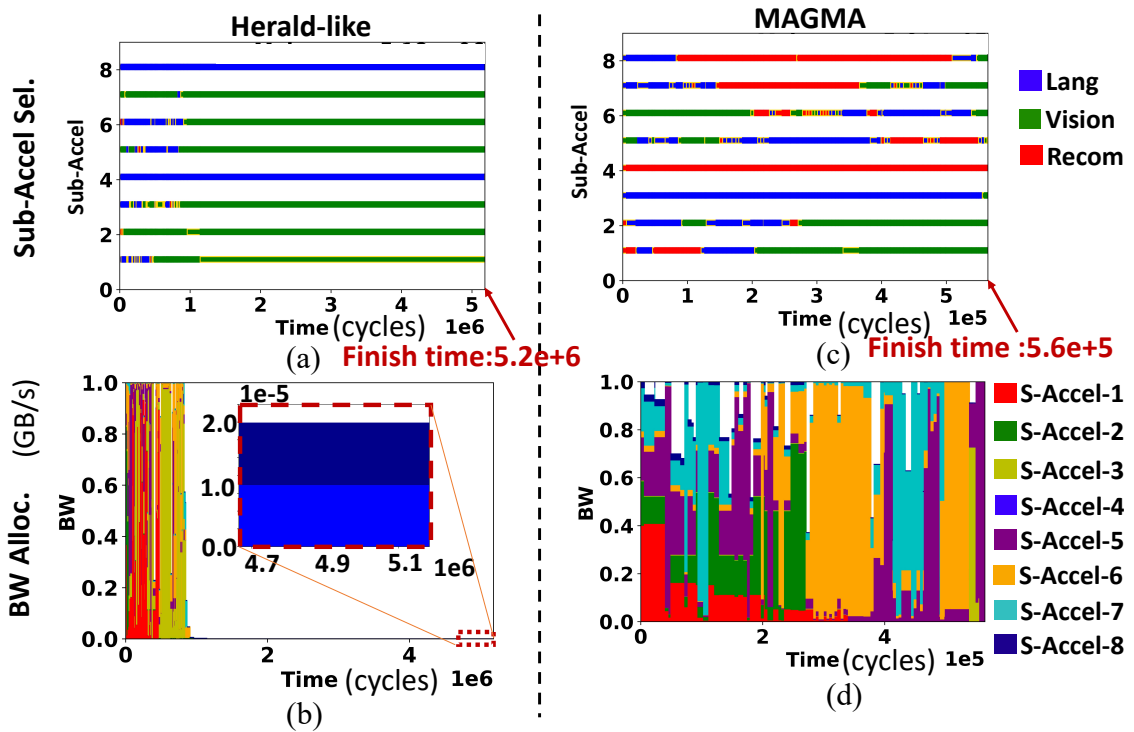 Herald-like
MAGMA
Sub-Accel Sel.
Sub-Accel
8
6
4
2
0
0 1 2 3 4 5
Time (cycles) 1e6
(a)
Finish time:5.2e+6
Sub-Accel
8
6
4
2
0
0 1 2 3 4 5
Time (cycles) 1e5
(c)
Finish time :5.6e+5
Lang
Vision
Recom
BW Alloc. (GB/s)
BW
1.0
0.8
0.6
0.4
0.2
0.0
0 2 4
Time (cycles) 1e6
(b)
1e-5
2.0
1.0
0.0
4.7 4.9 5.1
1e6
BW
1.0
0.8
0.6
0.4
0.2
0.0
0 2 4
Time (cycles) 1e5
(d)
S-Accel-1
S-Accel-2
S-Accel-3
S-Accel-4
S-Accel-5
S-Accel-6
S-Accel-7
S-Accel-8